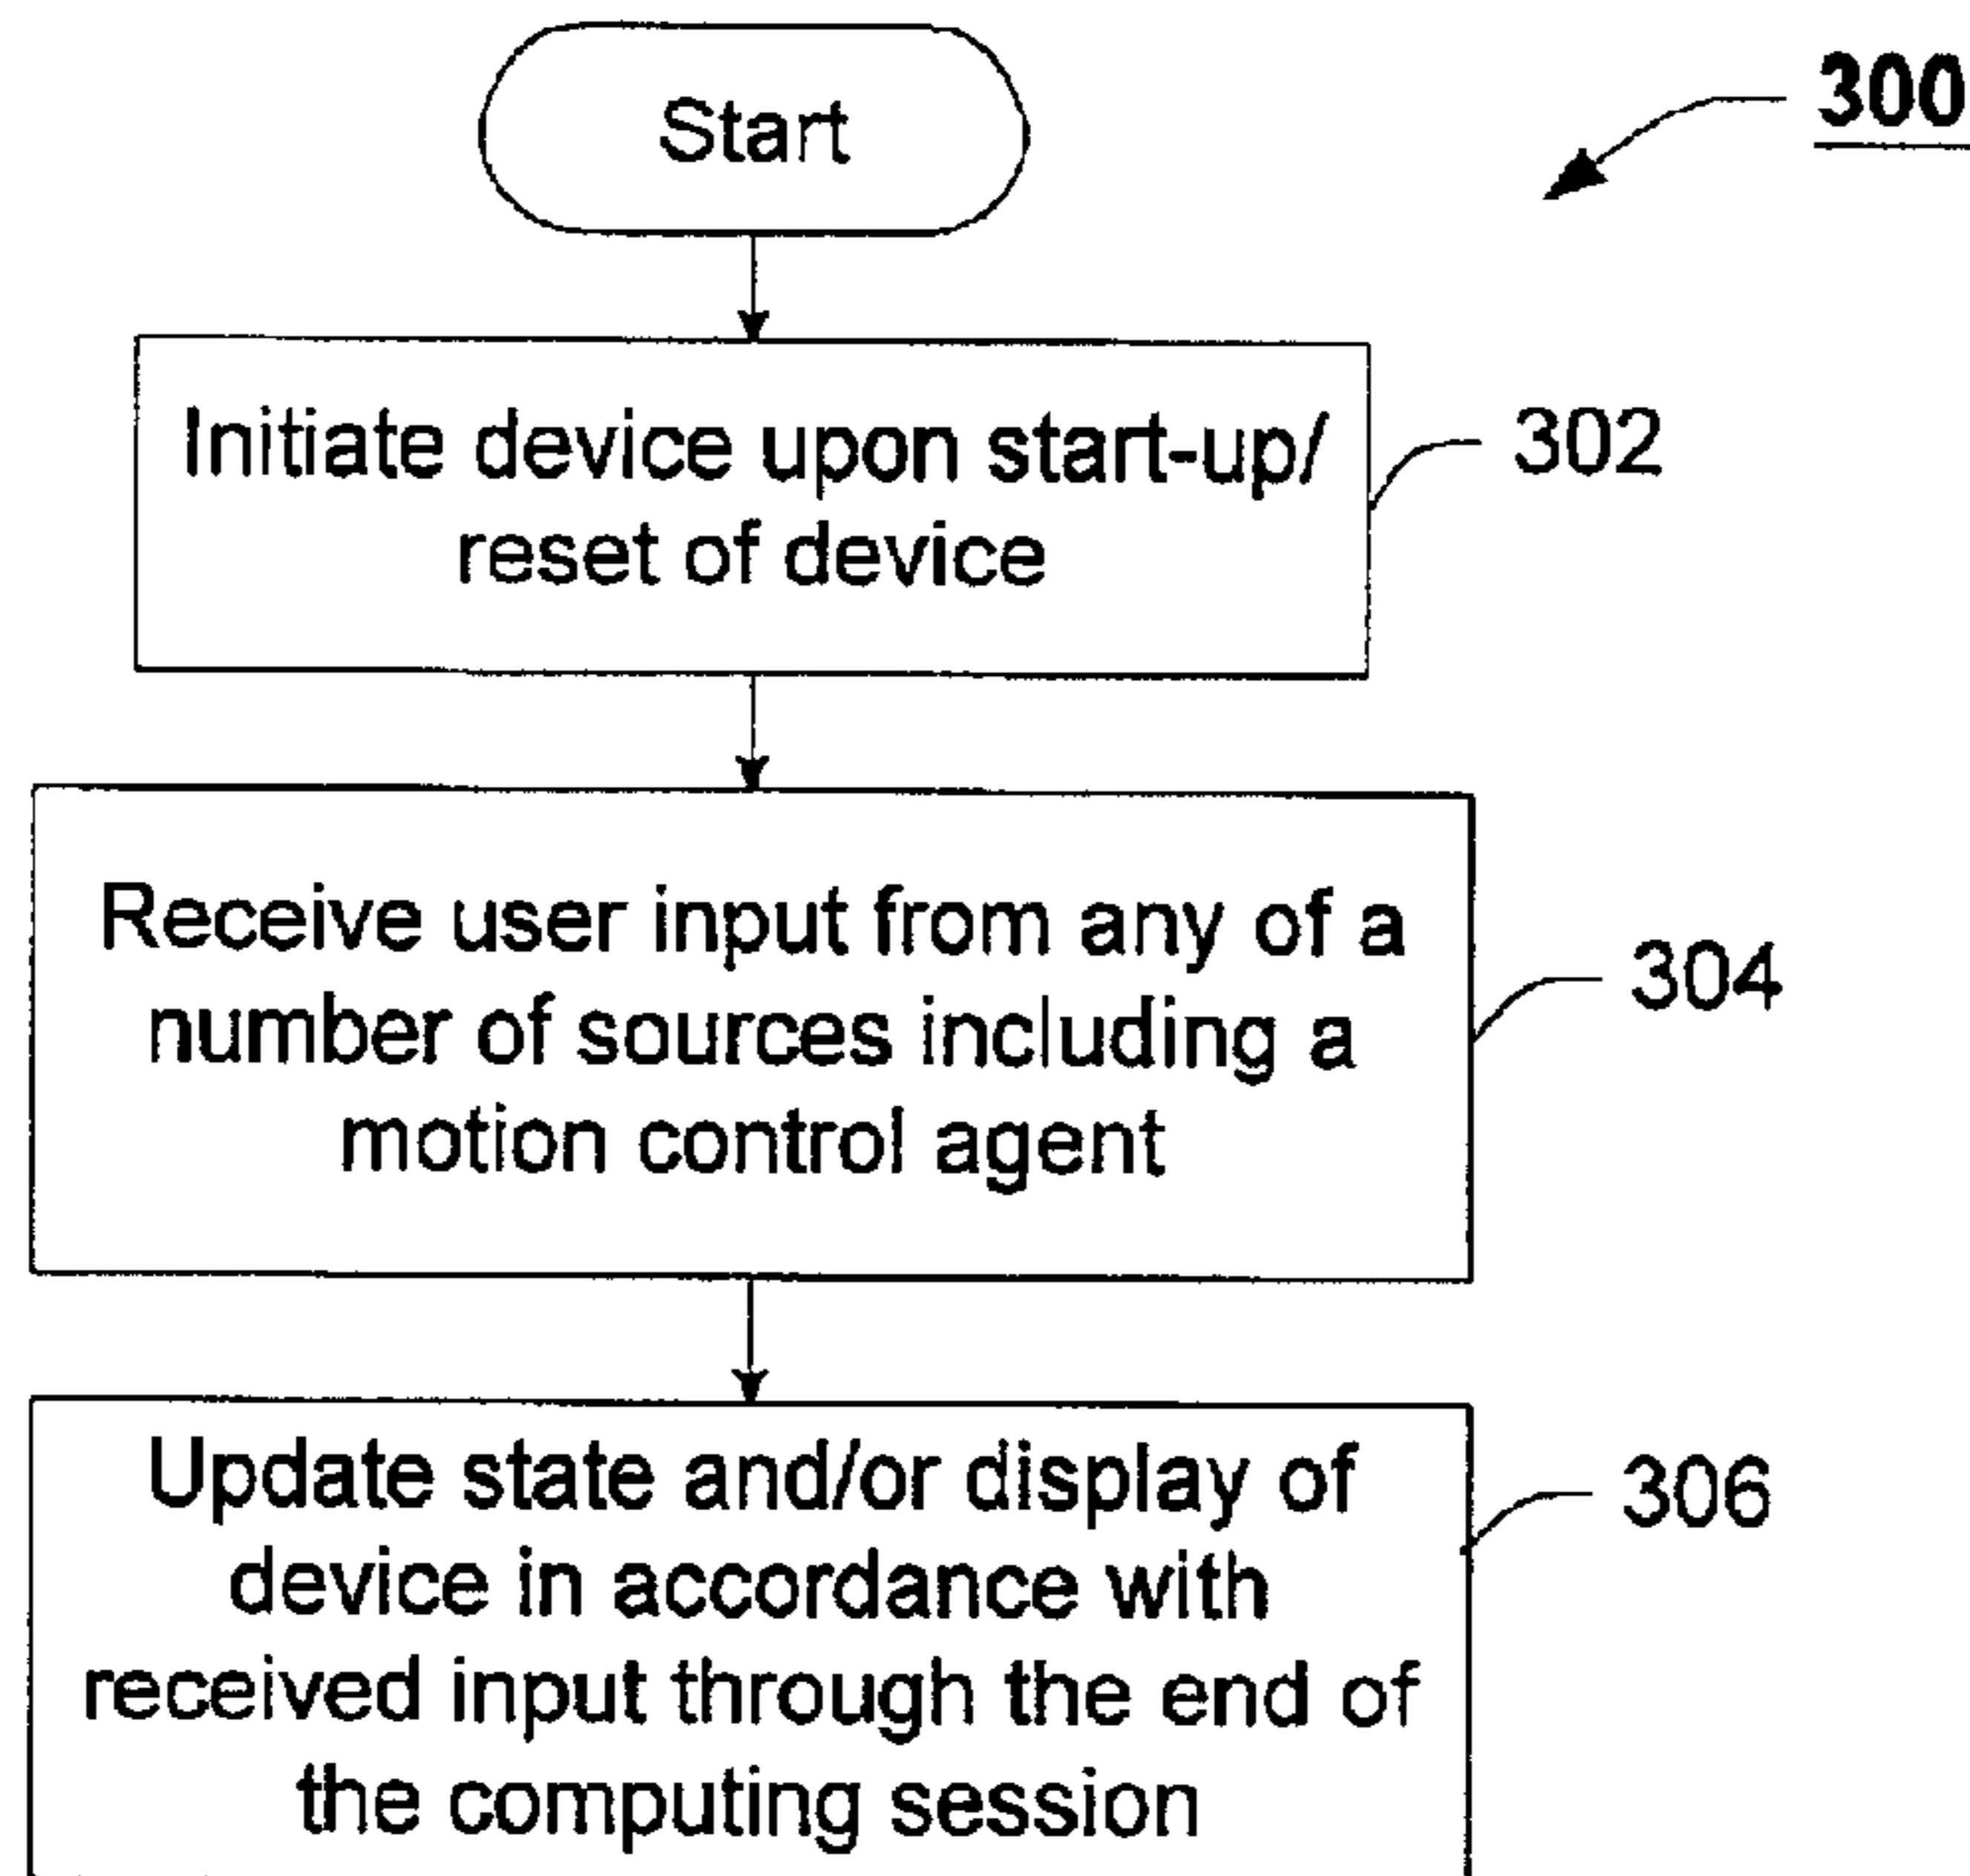 Start
300
Initiate device upon start-up/
reset of device
302
Receive user input from any of a
number of sources including a
motion control agent
304
Update state and/or display of
device in accordance with
received input through the end of
the computing session
306